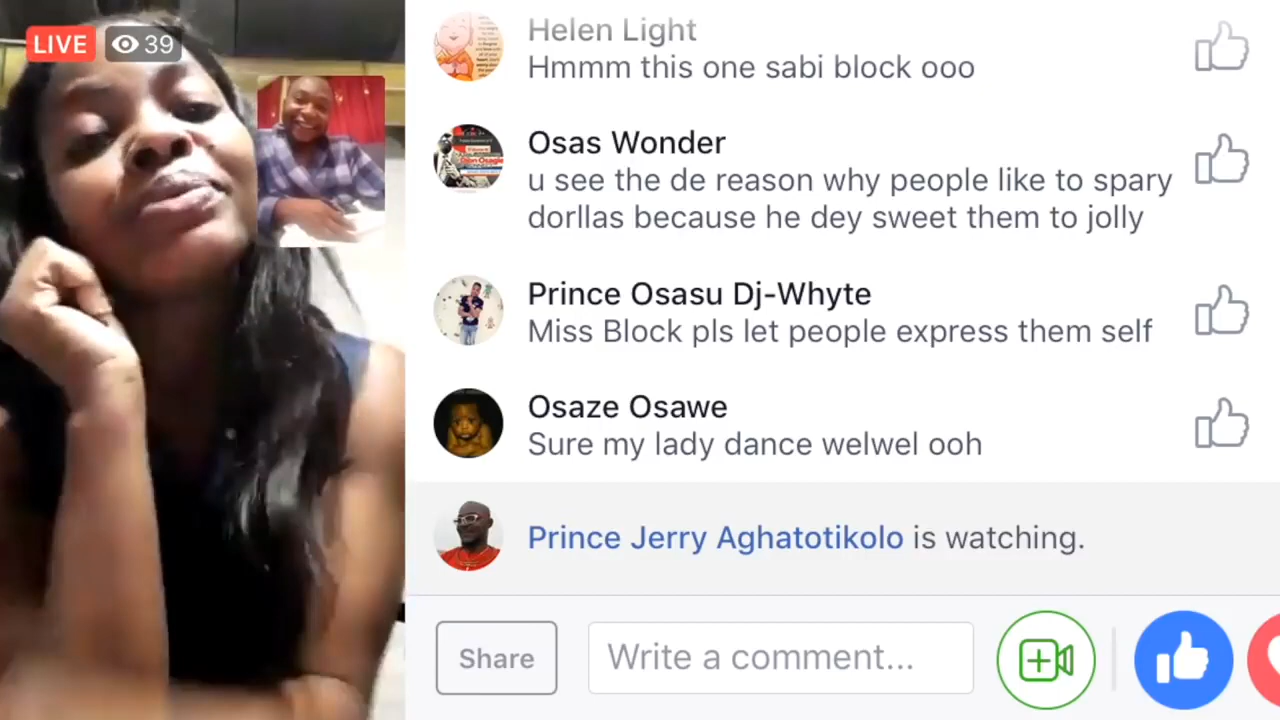 LIVE 39
Helen Light
Hmmm this one sabi block ooo
Osas Wonder
u see the de reason why people like to spary
dorllas because he dey sweet them to jolly
Prince Osasu Dj-Whyte
Miss Block pls let people express them self
Osaze Osawe
Sure my lady dance welwel ooh
Prince Jerry Aghatotikolo is watching.
Share
Write a comment...